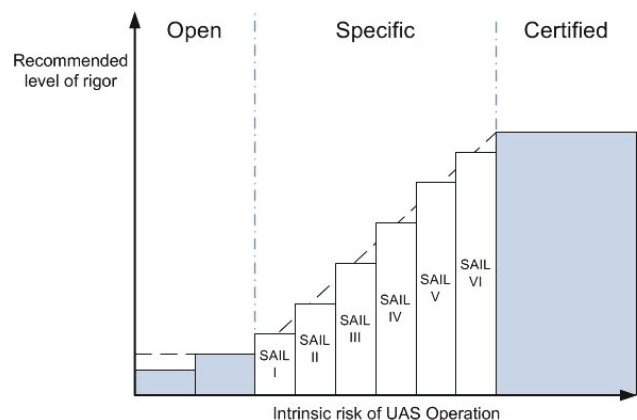 Open
Specific
Certified
Recommended
level of rigor
SAIL
I
SAIL
II
SAIL
III
SAIL
IV
SAIL
V
SAIL
VI
Intrinsic risk of UAS Operation